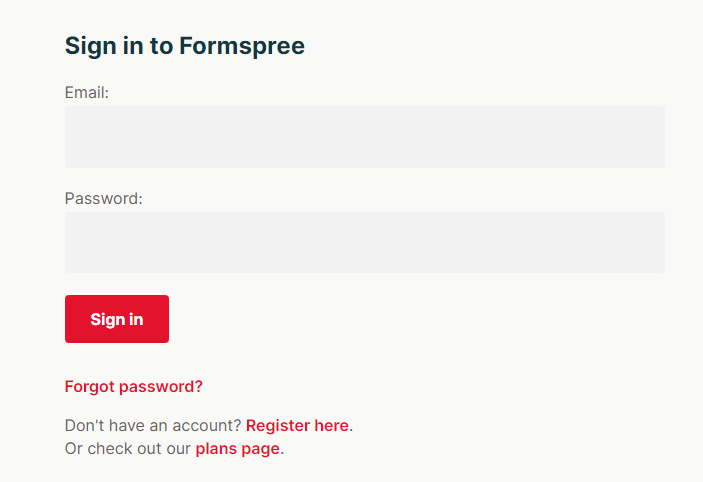 Sign in to Formspree
Email:
Password:
Sign in
Forgot password?
Don't have an account? Register here.
Or check out our plans page.